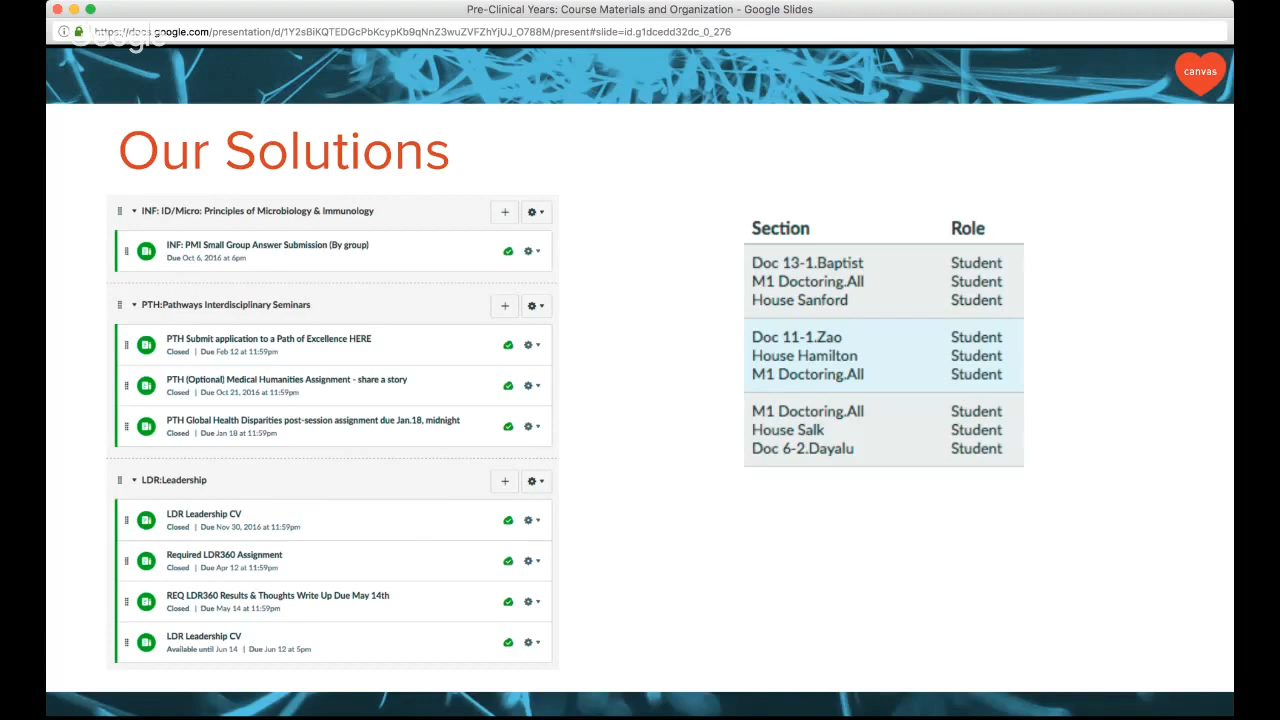 Pre-Clinical Years: Course Materials and Organization - Google Slides
https://docs.google.com/presentation/d/1Y2sBiKQTEDGcPbKcypKb9qNnZ3wuZVFZhYjUJ_O788M/present#slide=id.g1dcedd32dc_0_276
Google
canvas
Our Solutions
INF: ID/Micro: Principles of Microbiology & Immunology
INF: PMI Small Group Answer Submission (By group)
Due Oct 6, 2016 at 6pm
PTH:Pathways Interdisciplinary Seminars
PTH Submit application to a Path of Excellence HERE
Closed | Due Feb 12 at 11:59pm
PTH (Optional) Medical Humanities Assignment - share a story
Closed | Due Oct 21, 2016 at 11:59pm
PTH Global Health Disparities post-session assignment due Jan.18, midnight
Closed | Due Jan 18 at 11:59pm
LDR:Leadership
LDR Leadership CV
Closed | Due Nov 30, 2016 at 11:59pm
Required LDR360 Assignment
Closed | Due Apr 12 at 11:59pm
REQ LDR360 Results & Thoughts Write Up Due May 14th
Closed | Due May 14 at 11:59pm
LDR Leadership CV
Available until Jun 14 | Due Jun 12 at 5pm
Section Role
Doc 13-1.Baptist Student
M1 Doctoring.All Student
House Sanford Student
Doc 11-1.Zao Student
House Hamilton Student
M1 Doctoring.All Student
M1 Doctoring.All Student
House Salk Student
Doc 6-2.Dayalu Student